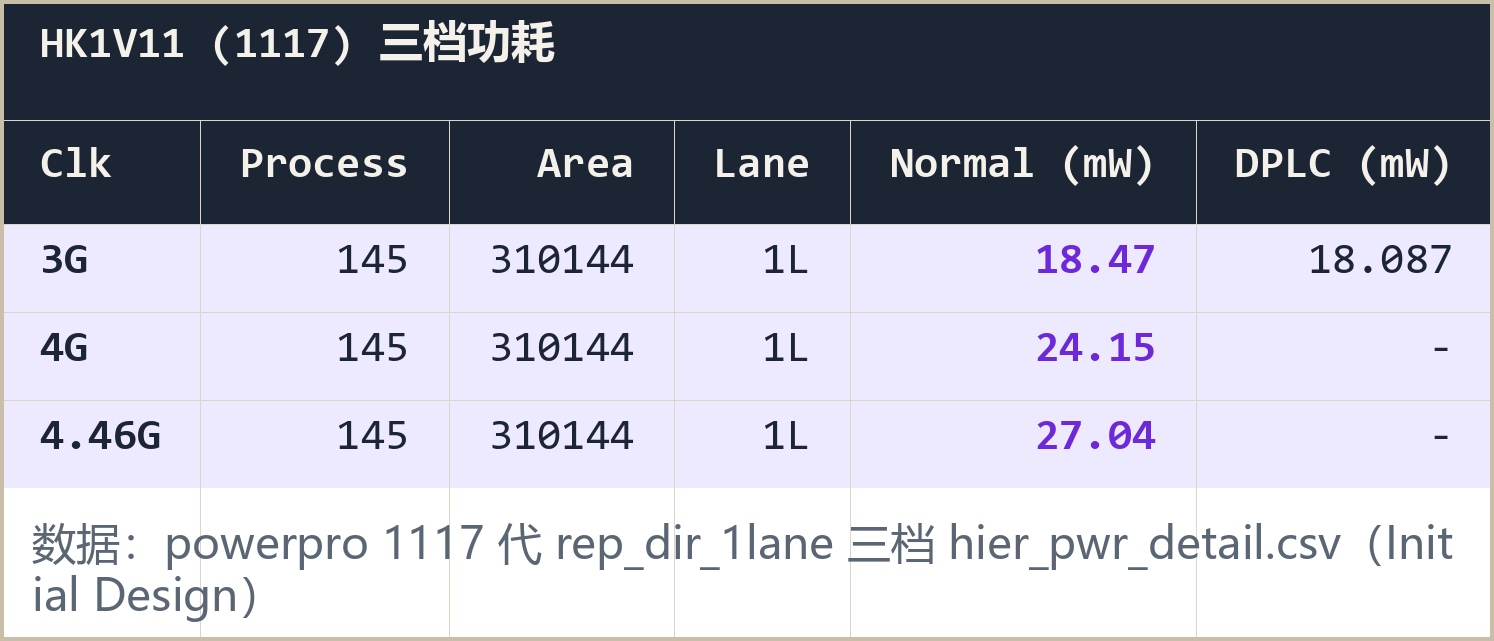 HK1V11 (1117) 三档功耗
Clk Process Area Lane Normal (mW) DPLC (mW)
3G 145 310144 1L 18.47 18.087
4G 145 310144 1L 24.15 -
4.46G 145 310144 1L 27.04 -
数据：powerpro 1117 代 rep_dir_1lane 三档 hier_pwr_detail.csv（Init
ial Design）